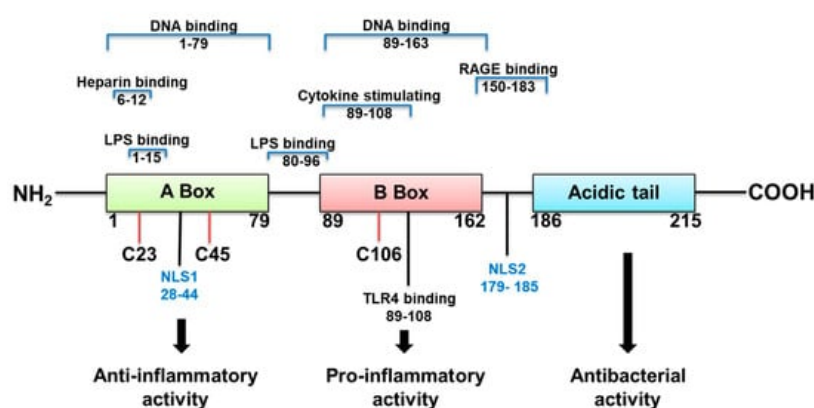 DNA binding
1-79
DNA binding
89-163
Heparin binding
6-12
RAGE binding
150-183
Cytokine stimulating
89-108
LPS binding
1-15
LPS binding
80-96
NH2
A Box
B Box
Acidic tail
COOH
1
79
89
162
186
215
C23
C45
C106
NLS1
28-44
NLS2
179- 185
TLR4 binding
89-108
Anti-inflammatory
activity
Pro-inflammatory
activity
Antibacterial
activity